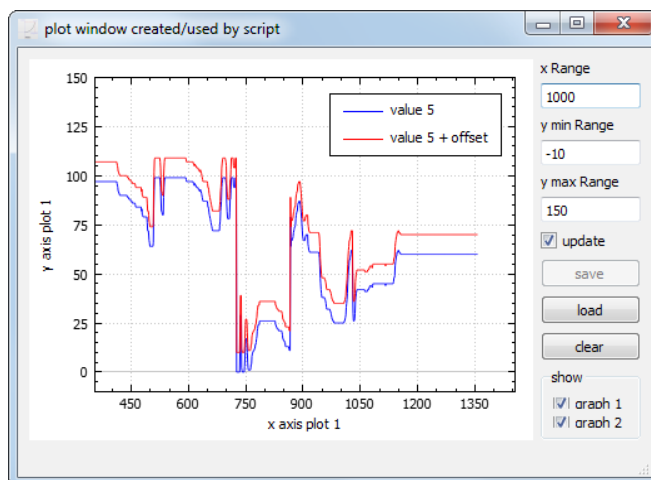 plot window created/used by script
150
125
100
75
50
25
0
y axis plot 1
450 600 750 900 1050 1200 1350
x axis plot 1
value 5
value 5 + offset
x Range
1000
y min Range
-10
y max Range
150
update
save
load
clear
show
graph 1
graph 2